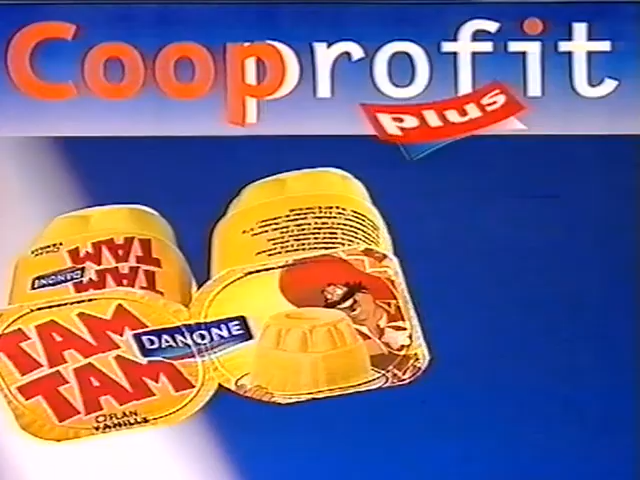 Cooprofit
Plus
TAM
TAM
DANONE
TAM
TAM
DANONE
FLAN
VANILLE